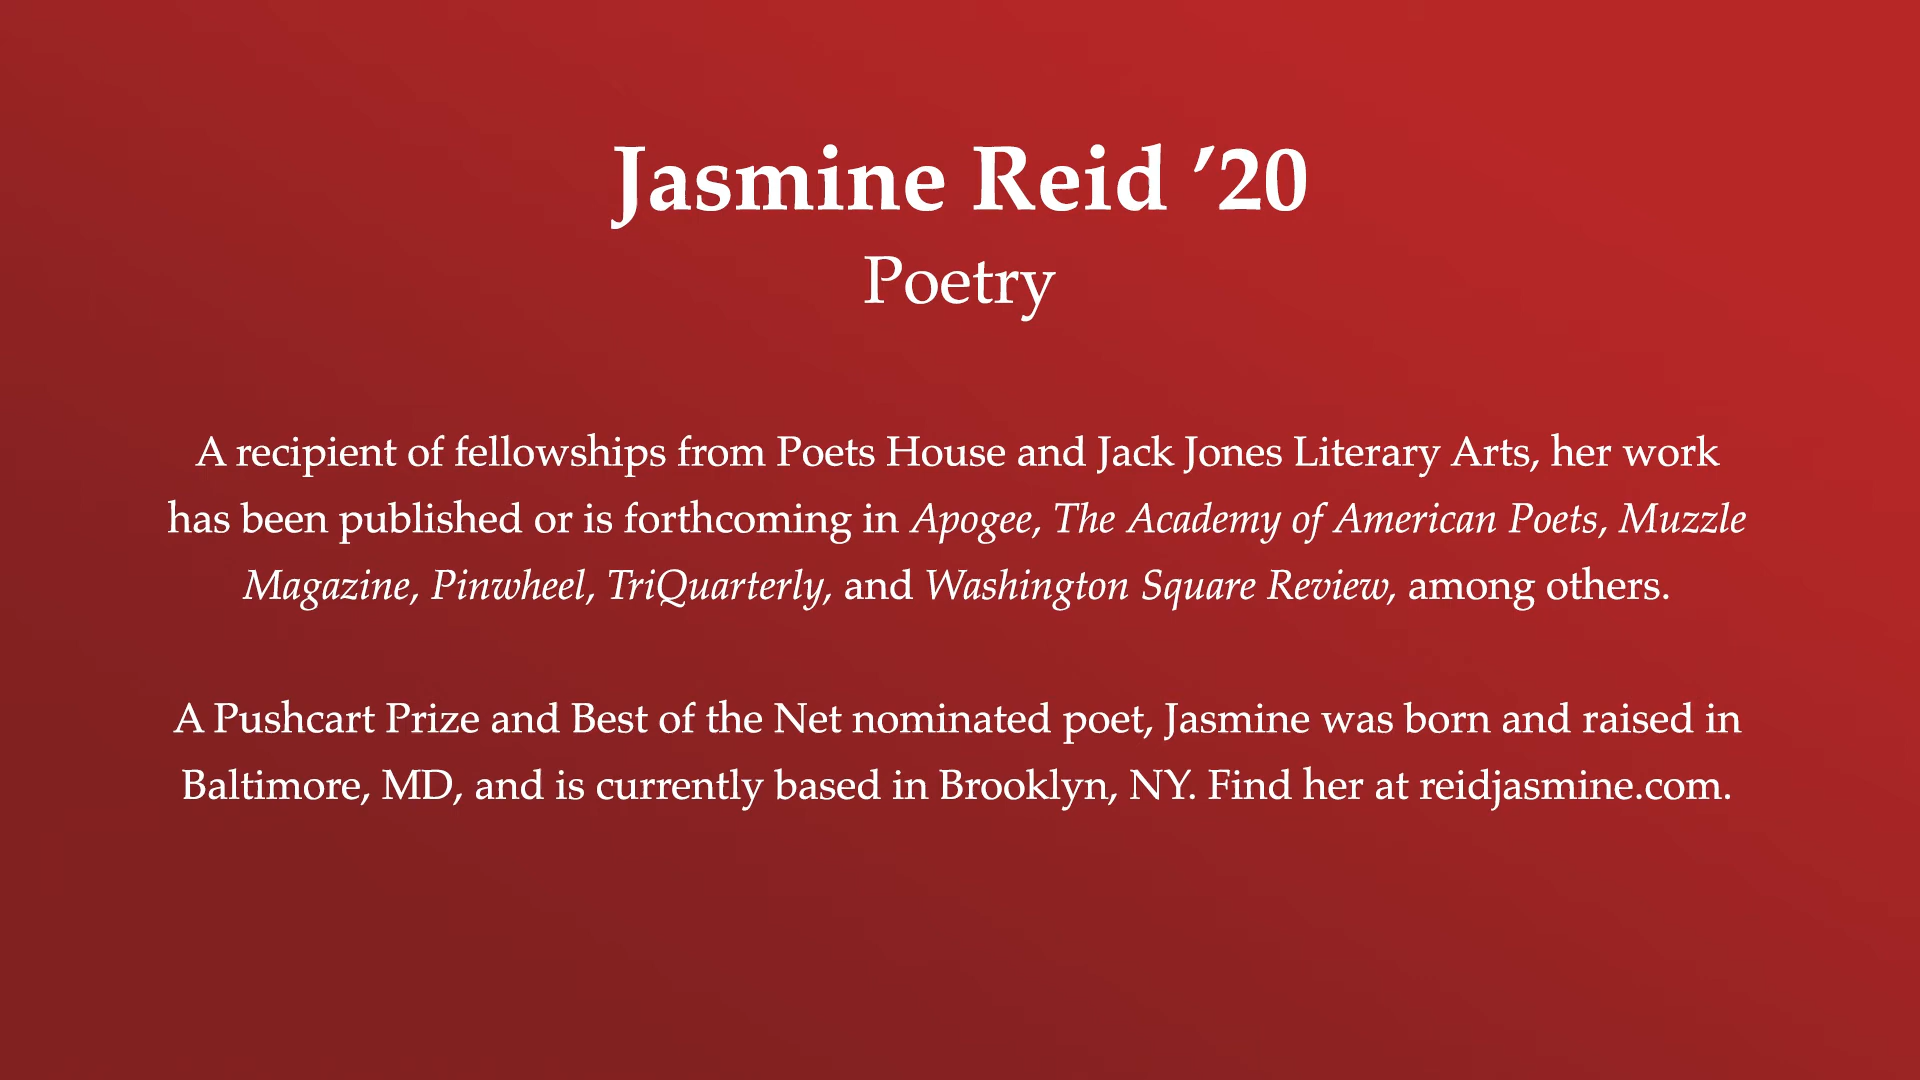 Jasmine Reid ’20
Poetry
A recipient of fellowships from Poets House and Jack Jones Literary Arts, her work
has been published or is forthcoming in Apogee, The Academy of American Poets, Muzzle
Magazine, Pinwheel, TriQuarterly, and Washington Square Review, among others.
A Pushcart Prize and Best of the Net nominated poet, Jasmine was born and raised in
Baltimore, MD, and is currently based in Brooklyn, NY. Find her at reidjasmine.com.